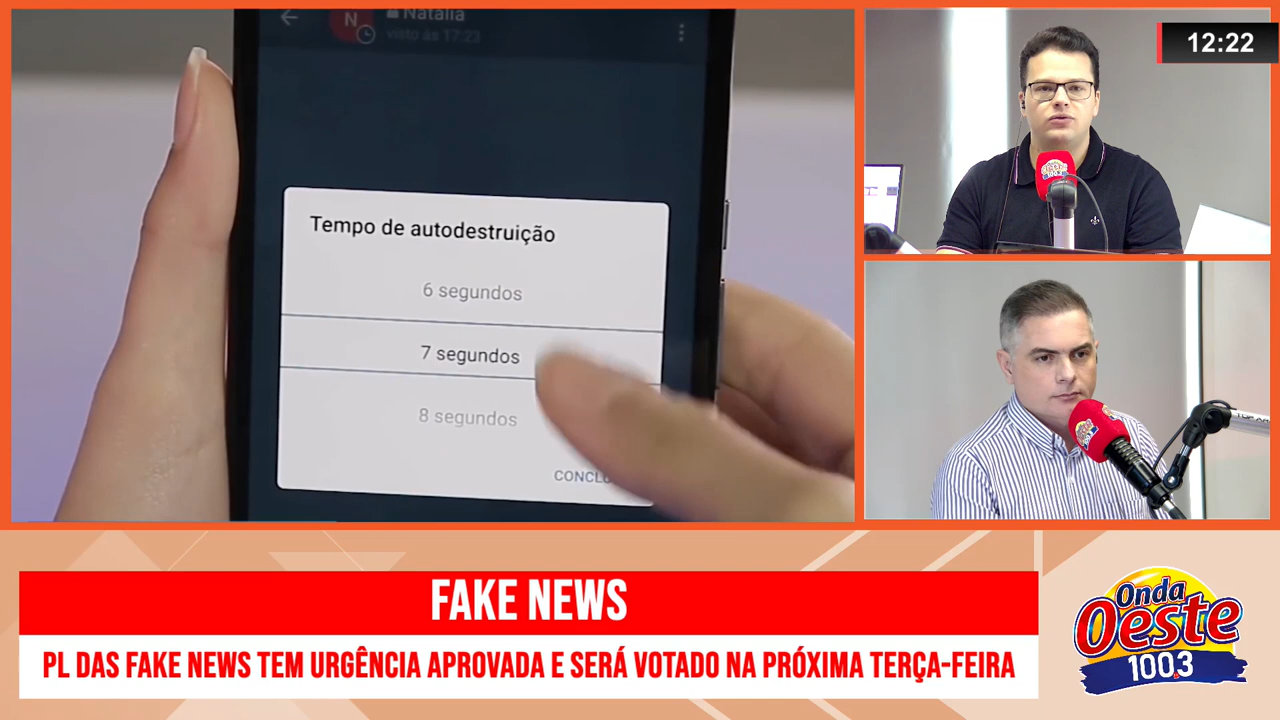 Natália
visto às 17:23
N
Tempo de autodestruição
6 segundos
7 segundos
8 segundos
12:22
FAKE NEWS
PL DAS FAKE NEWS TEM URGÊNCIA APROVADA E SERÁ VOTADO NA PRÓXIMA TERÇA-FEIRA
Onda
Oeste
100.3